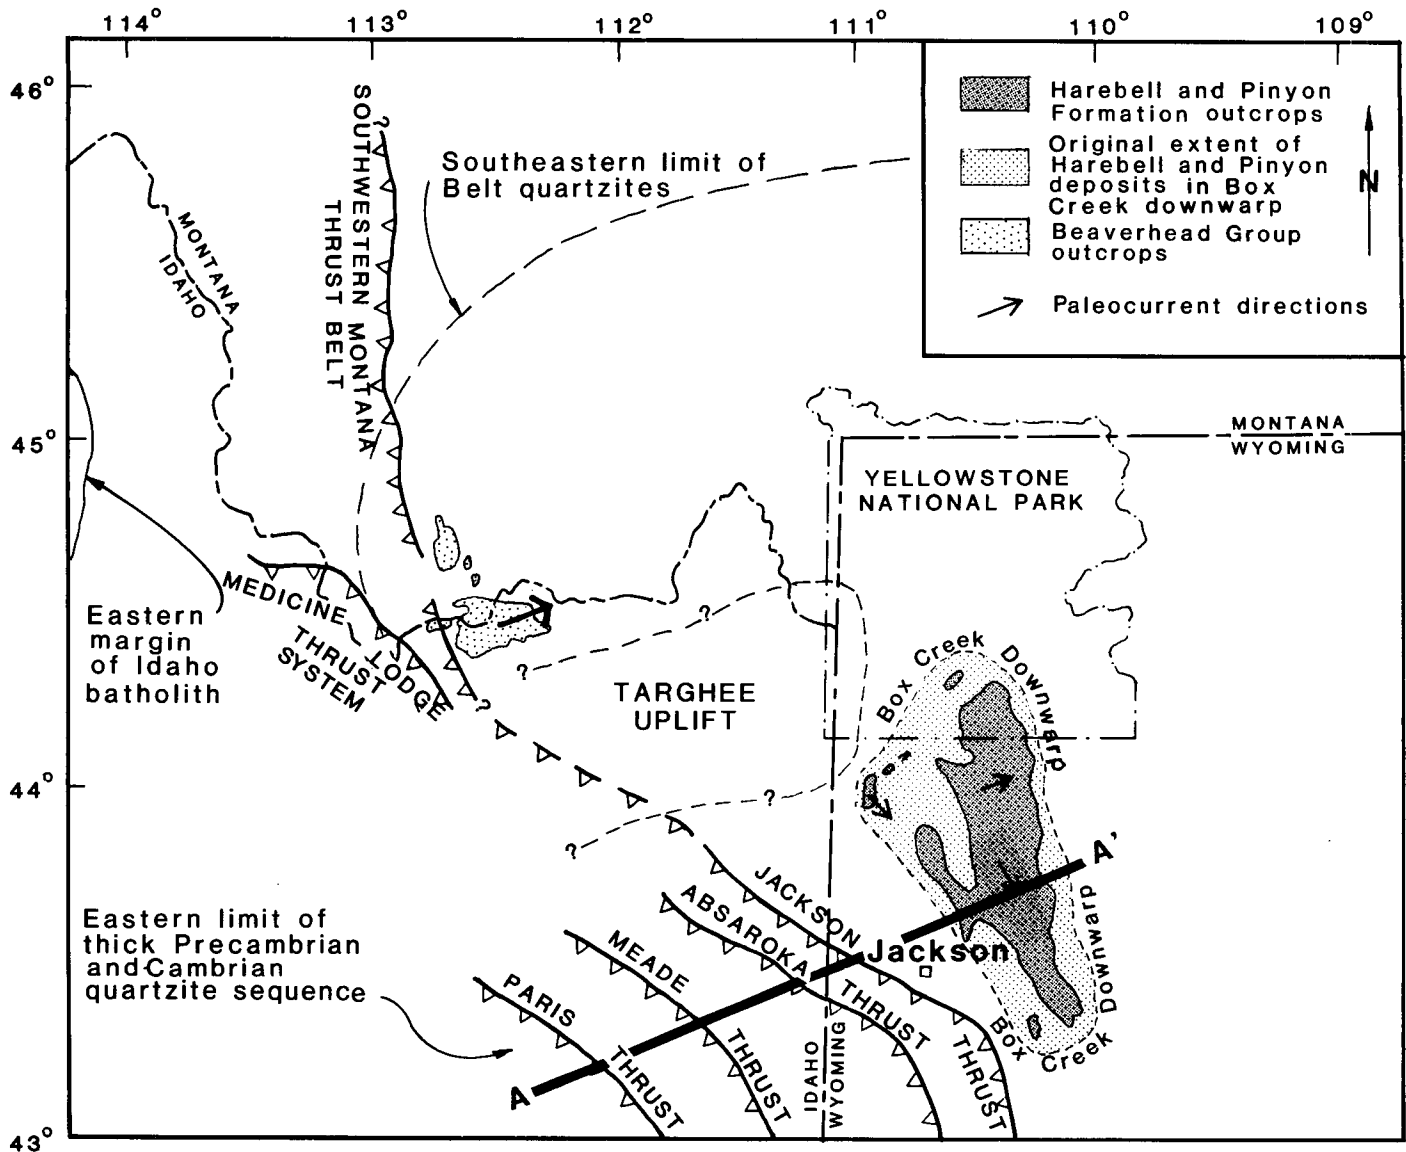 114° 113° 112° 111° 110° 109°
46°
45°
44°
43°
Harebell and Pinyon
Formation outcrops
Original extent of
Harebell and Pinyon
deposits in Box
Creek downwarp
Beaverhead Group
outcrops
Paleocurrent directions
N
SOUTHWESTERN MONTANA
THRUST BELT
?
Southeastern limit of
Belt quartzites
MONTANA
IDAHO
MONTANA
WYOMING
YELLOWSTONE
NATIONAL PARK
Eastern
margin
of Idaho
batholith
MEDICINE LODGE
THRUST
SYSTEM
?
?
?
TARGHEE
UPLIFT
?
?
Box Creek Downwarp
Box Creek Downwarp
A'
JACKSON THRUST
ABSAROKA THRUST
MEADE THRUST
PARIS THRUST
Jackson
Eastern limit of
thick Precambrian
and Cambrian
quartzite sequence
A
IDAHO
WYOMING